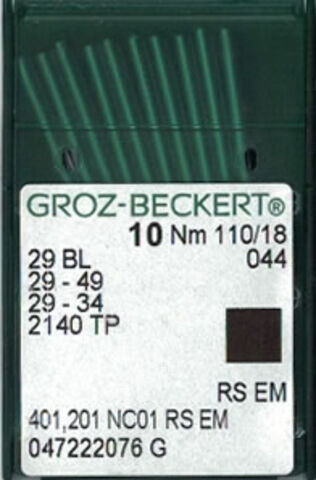 GROZ-BECKERT®
10 Nm 110/18
29 BL 044
29 - 49
29 - 34
2140 TP
RS EM
401,201 NC01 RS EM
047222076 G